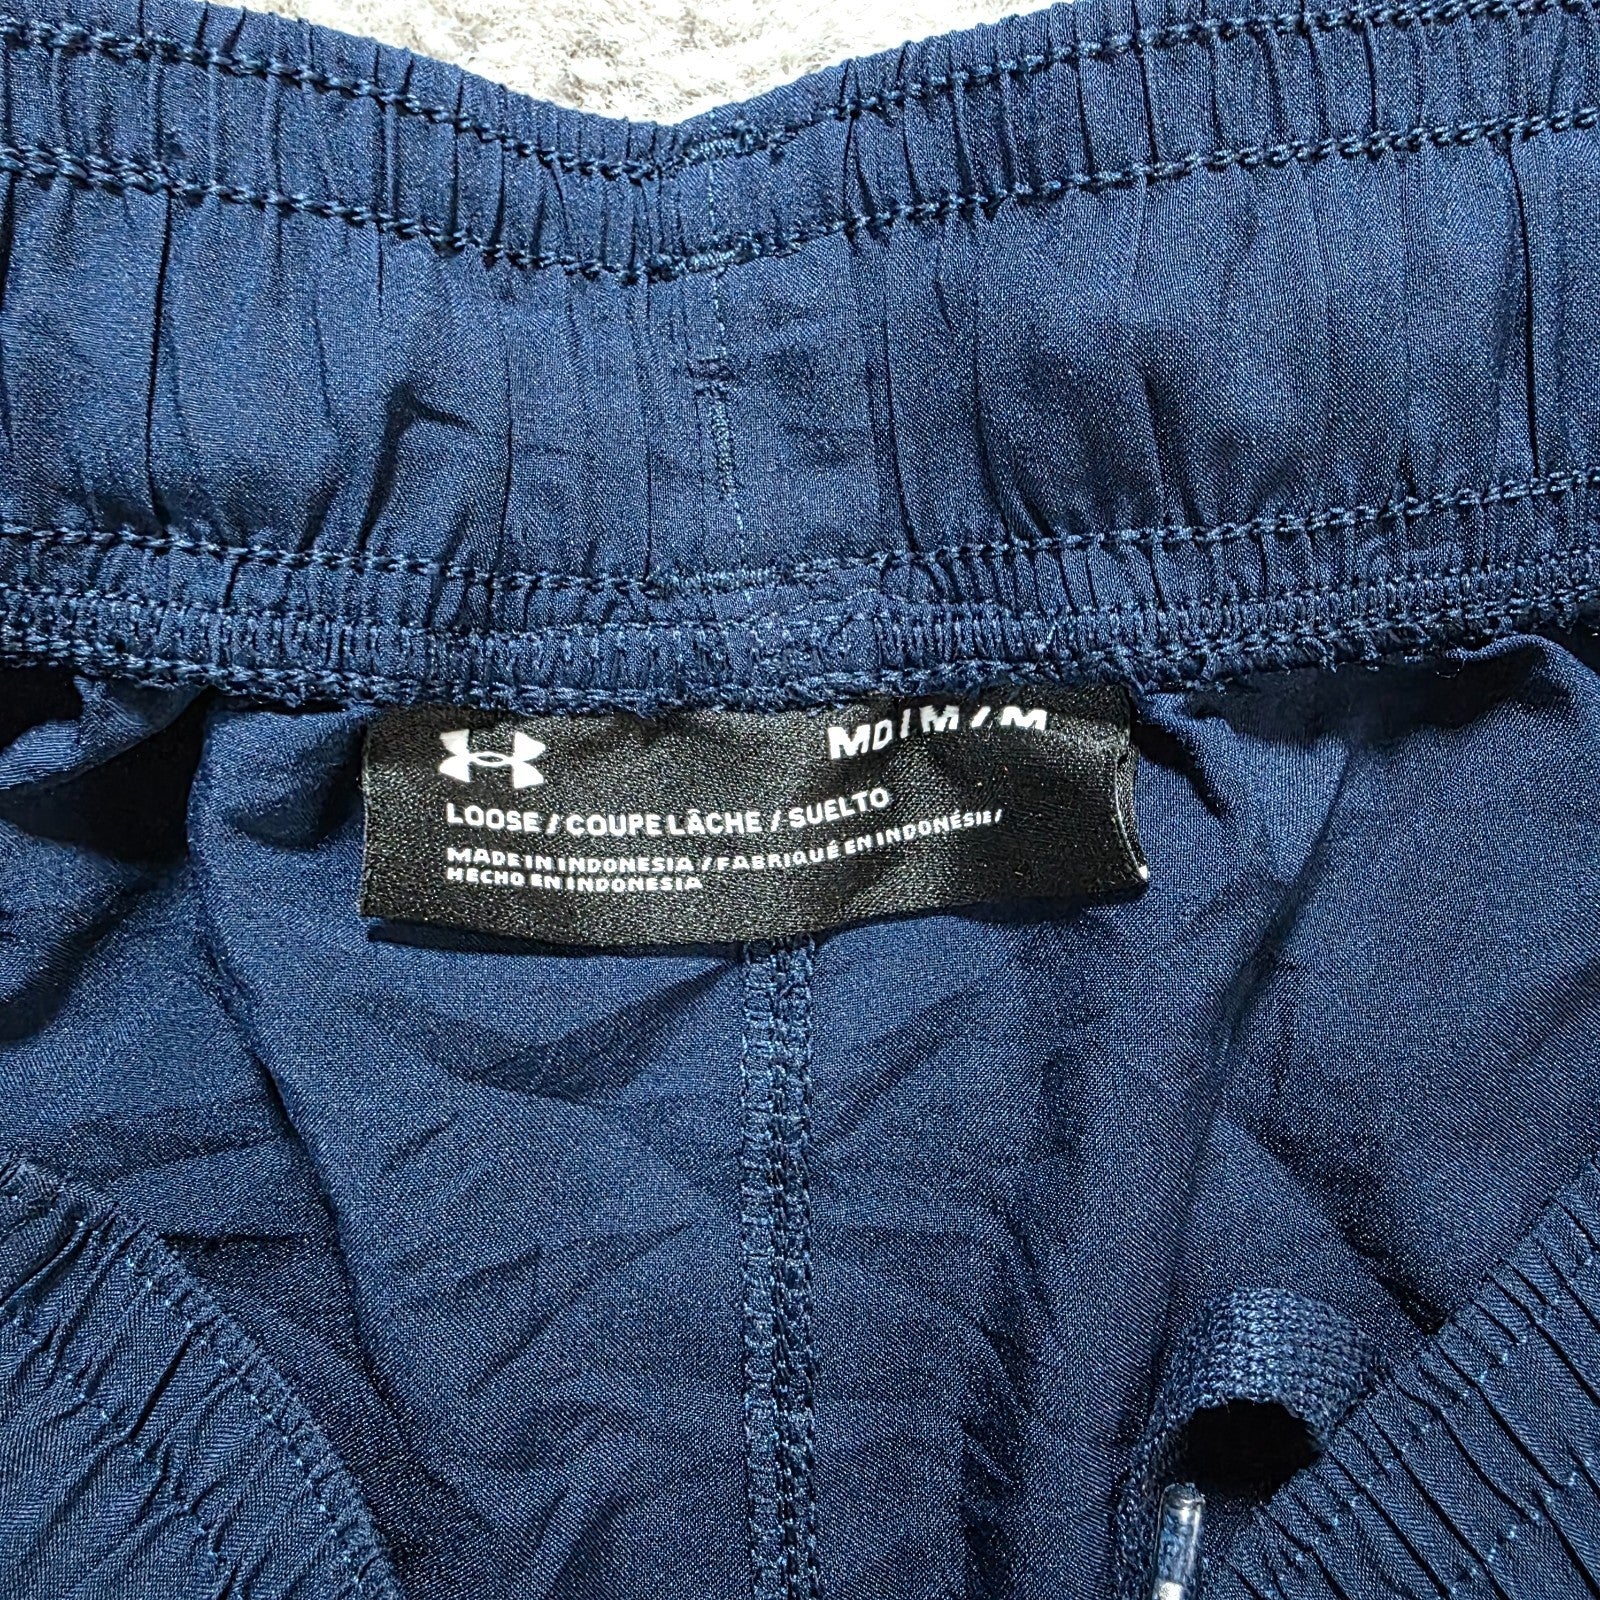 MD / M / M
LOOSE / COUPE LÂCHE / SUELTO
MADE IN INDONESIA / FABRIQUÉ EN INDONÉSIE /
HECHO EN INDONESIA